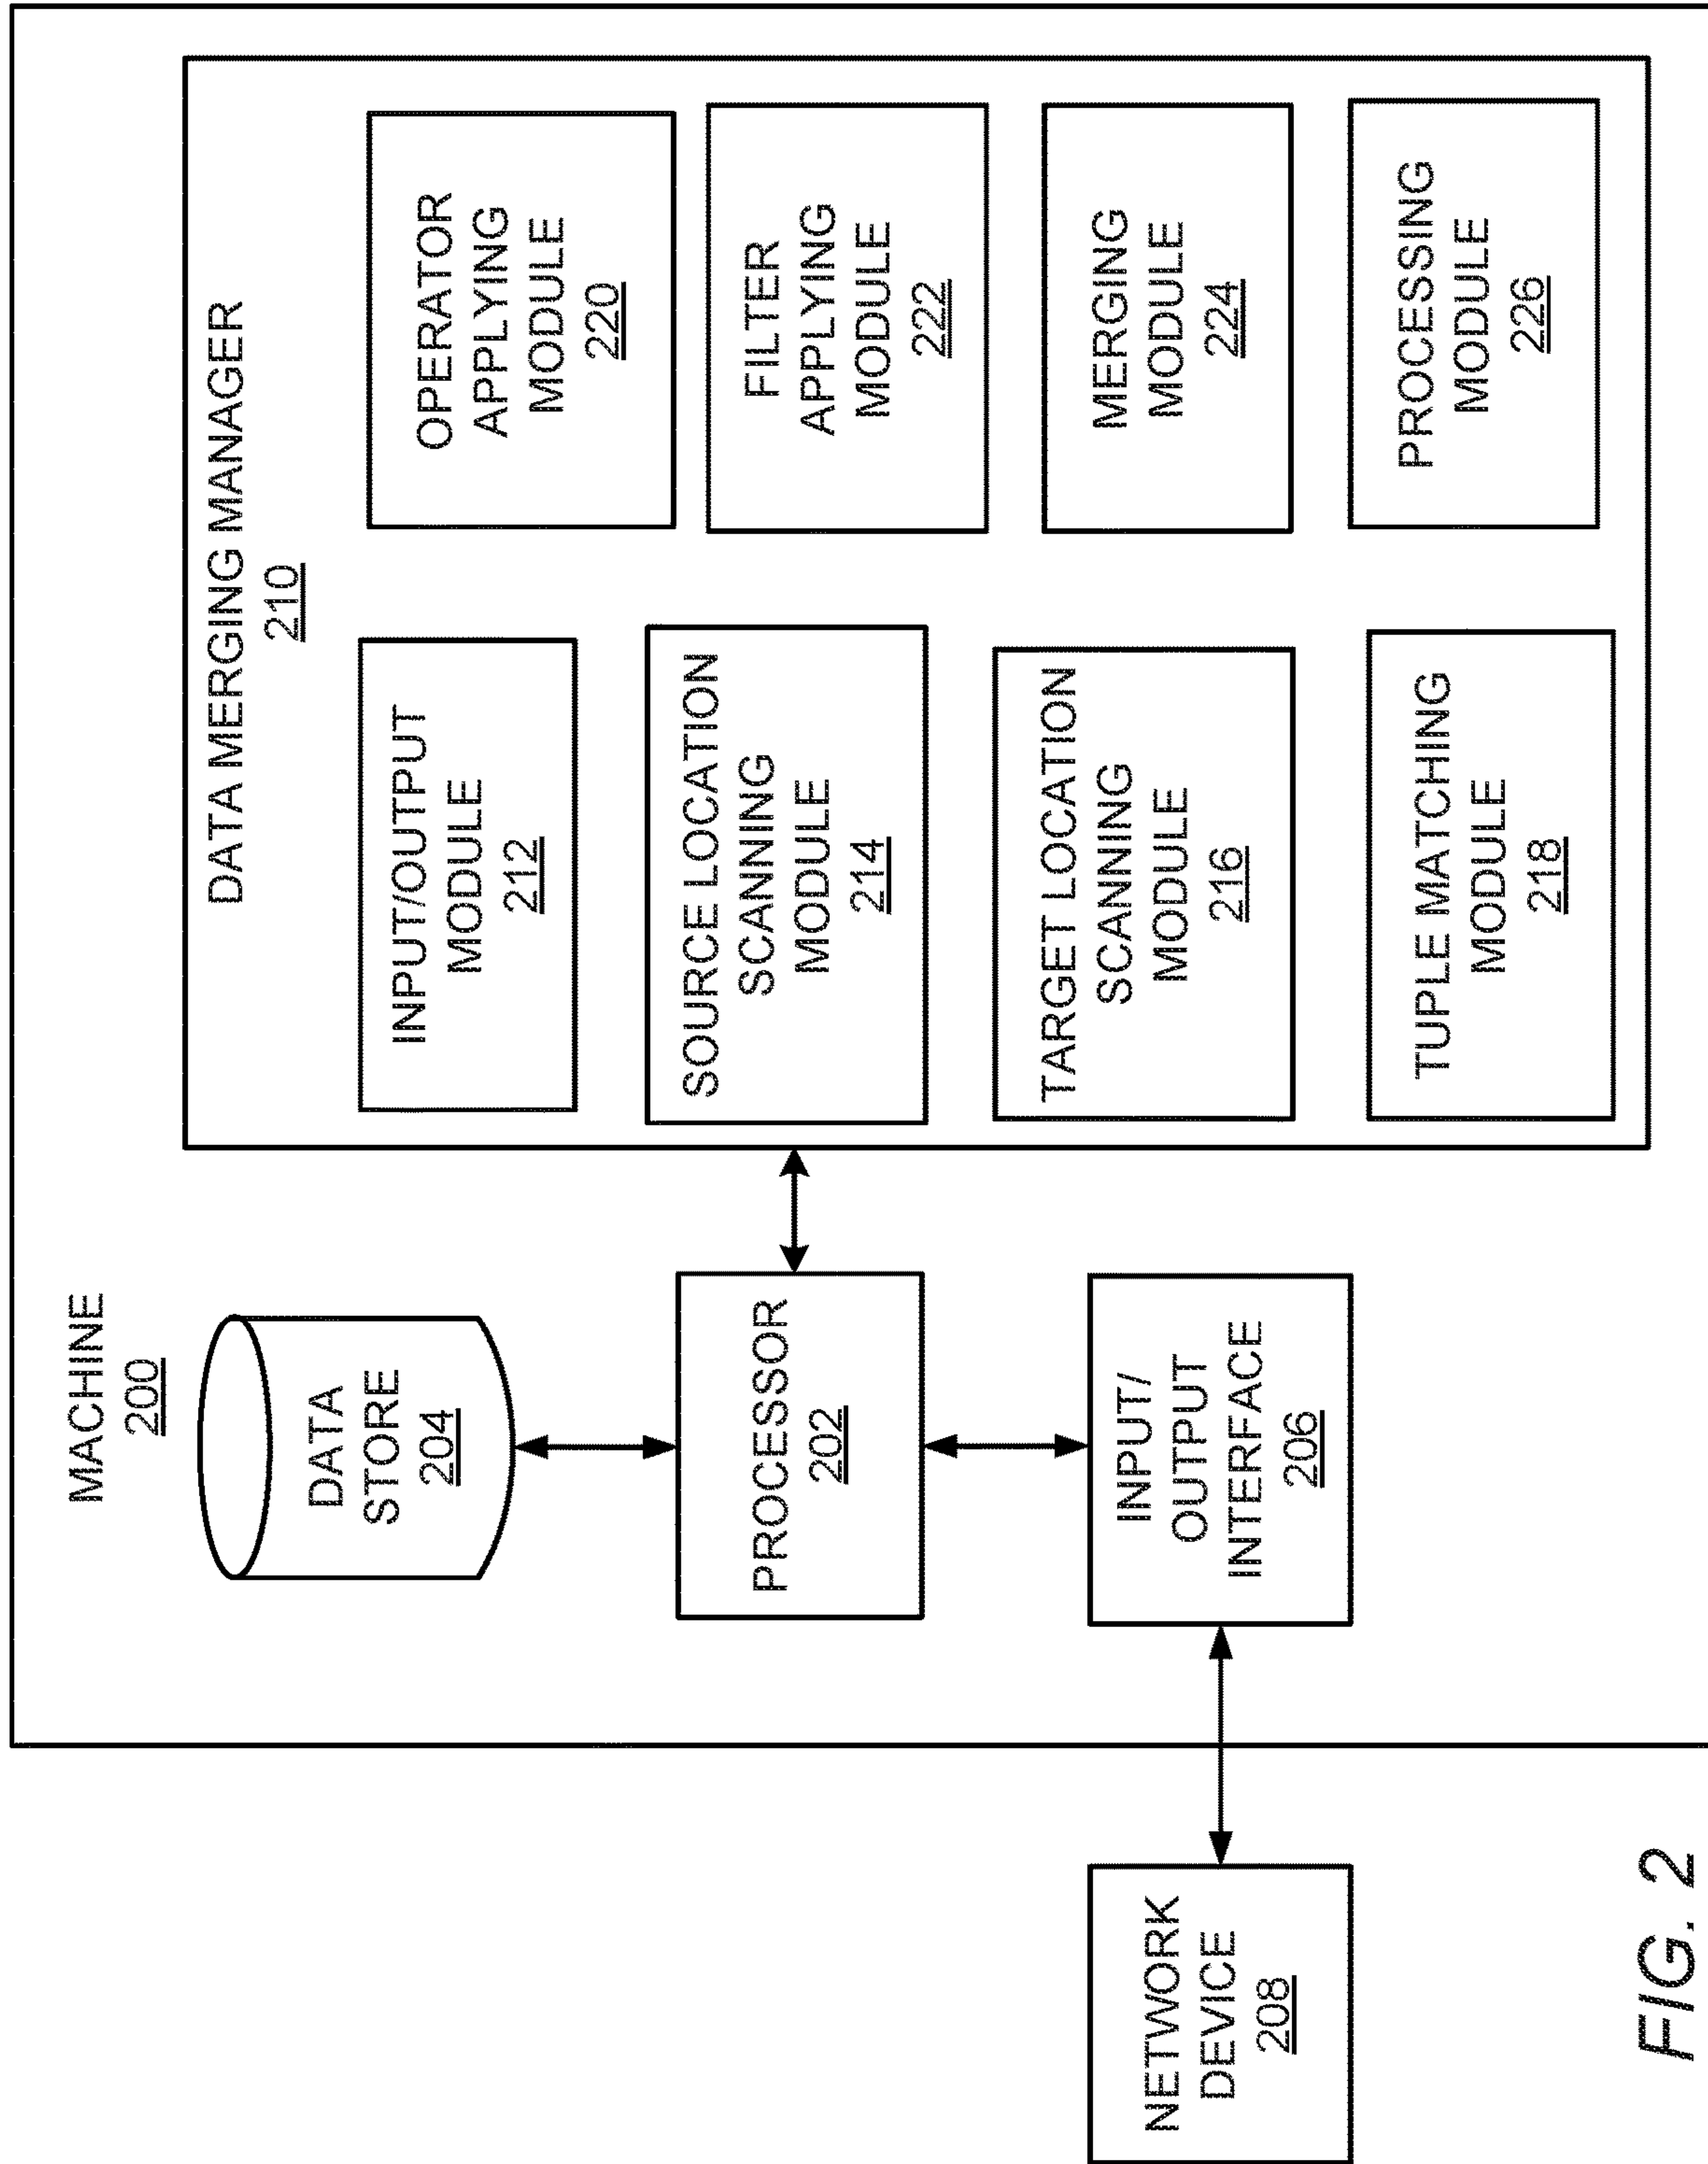 MACHINE
200
DATA
STORE
204
PROCESSOR
202
INPUT/
OUTPUT
INTERFACE
206
NETWORK
DEVICE
208
DATA MERGING MANAGER
210
INPUT/OUTPUT
MODULE
212
SOURCE LOCATION
SCANNING
MODULE
214
TARGET LOCATION
SCANNING
MODULE
216
TUPLE MATCHING
MODULE
218
OPERATOR
APPLYING
MODULE
220
FILTER
APPLYING
MODULE
222
MERGING
MODULE
224
PROCESSING
MODULE
226
FIG. 2